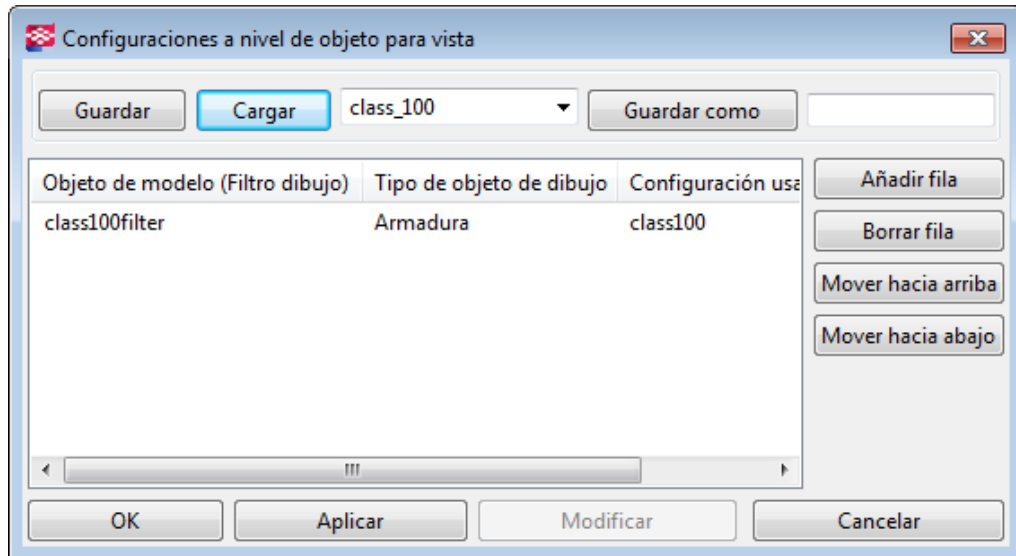 Configuraciones a nivel de objeto para vista
Guardar Cargar class_100 Guardar como
Objeto de modelo (Filtro dibujo) Tipo de objeto de dibujo Configuración usa Añadir fila
class100filter Armadura class100 Borrar fila
Mover hacia arriba
Mover hacia abajo
OK Aplicar Modificar Cancelar